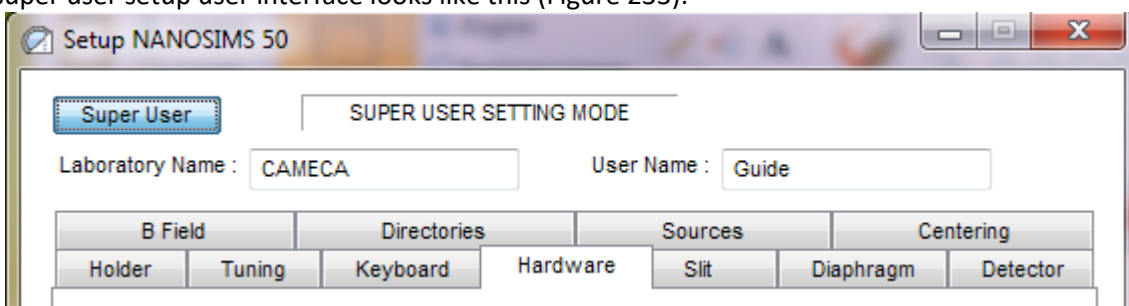 super user setup user interface looks like this (Figure 233):
Setup NANOSIMS 50
Super User
SUPER USER SETTING MODE
Laboratory Name : CAMECA User Name : Guide
B Field Directories Sources Centering
Holder Tuning Keyboard Hardware Slit Diaphragm Detector